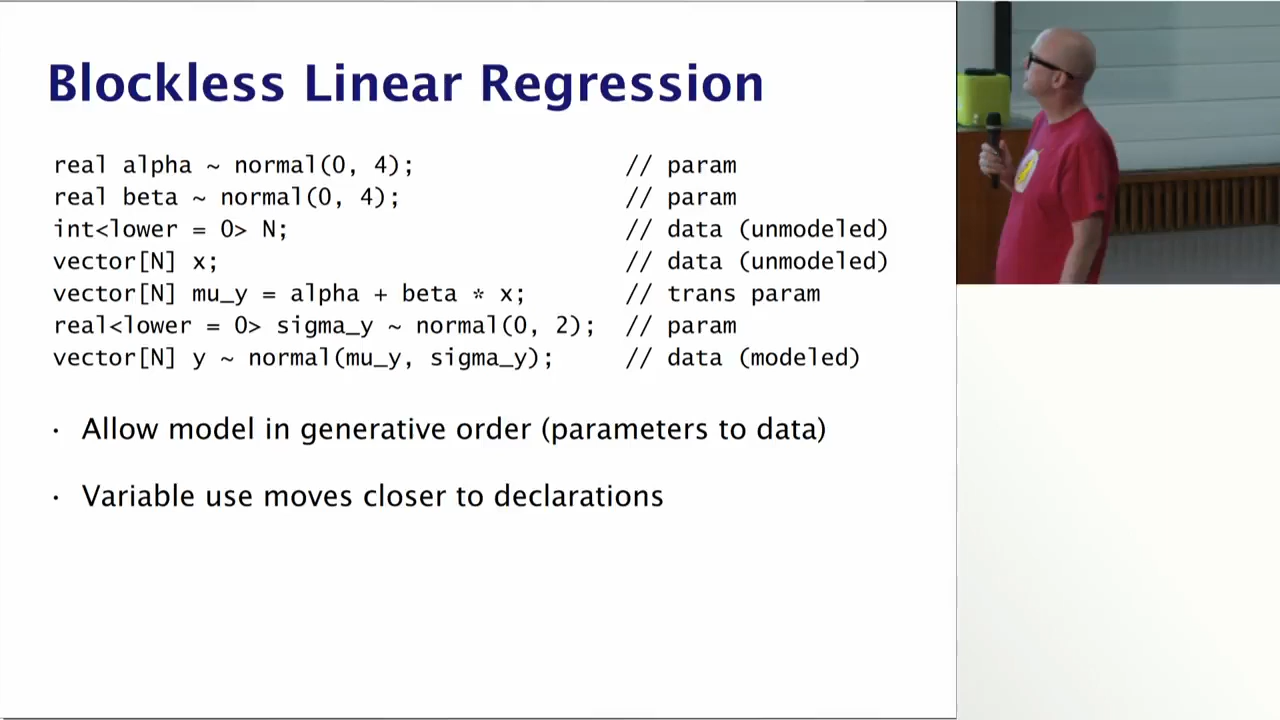 Blockless Linear Regression
real alpha ~ normal(0, 4); // param
real beta ~ normal(0, 4); // param
int<lower = 0> N; // data (unmodeled)
vector[N] x; // data (unmodeled)
vector[N] mu_y = alpha + beta * x; // trans param
real<lower = 0> sigma_y ~ normal(0, 2); // param
vector[N] y ~ normal(mu_y, sigma_y); // data (modeled)
· Allow model in generative order (parameters to data)
· Variable use moves closer to declarations